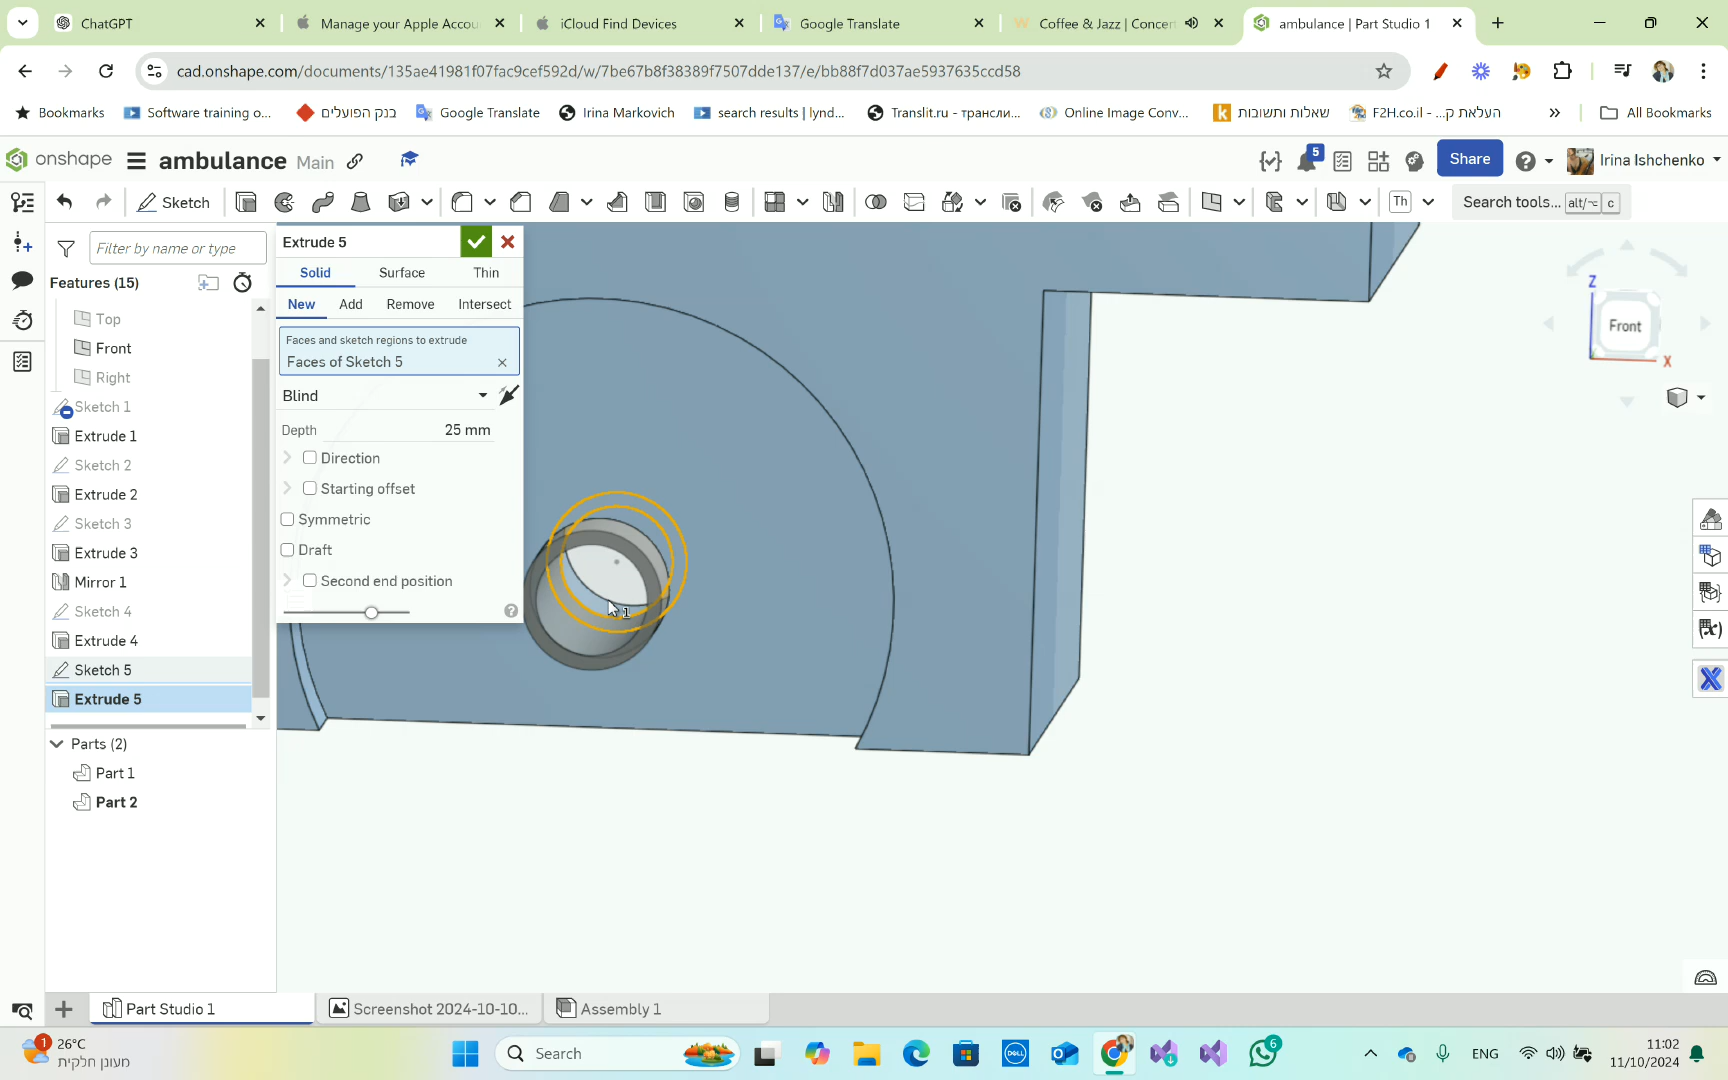 ChatGPT
Manage your Apple Accou
iCloud Find Devices
Google Translate
Coffee & Jazz | Concer
ambulance | Part Studio 1
cad.onshape.com/documents/135ae41981f07fac9cef592d/w/7be67b8f38389f7507dde137/e/bb88f7d037ae5937635ccd58
Bookmarks
Software training o...
בנק הפועלים
Google Translate
Irina Markovich
search results | lynd...
Translit.ru - трансли...
Online Image Conv...
שאלות ותשובות
F2H.co.il - ...העלאת ק
All Bookmarks
onshape
ambulance Main
5
Share
Irina Ishchenko
Sketch
Th
Search tools... alt/⌥ c
Filter by name or type
Features (15)
Top
Front
Right
Sketch 1
Extrude 1
Sketch 2
Extrude 2
Sketch 3
Extrude 3
Mirror 1
Sketch 4
Extrude 4
Sketch 5
Extrude 5
Parts (2)
Part 1
Part 2
Extrude 5
Solid Surface Thin
New Add Remove Intersect
Faces and sketch regions to extrude
Faces of Sketch 5
Blind
Depth 25 mm
Direction
Starting offset
Symmetric
Draft
Second end position
1
Z
Front
X
Part Studio 1
Screenshot 2024-10-10...
Assembly 1
1
26°C
מעונן חלקית
Search
DELL
6
ENG
11:02
11/10/2024